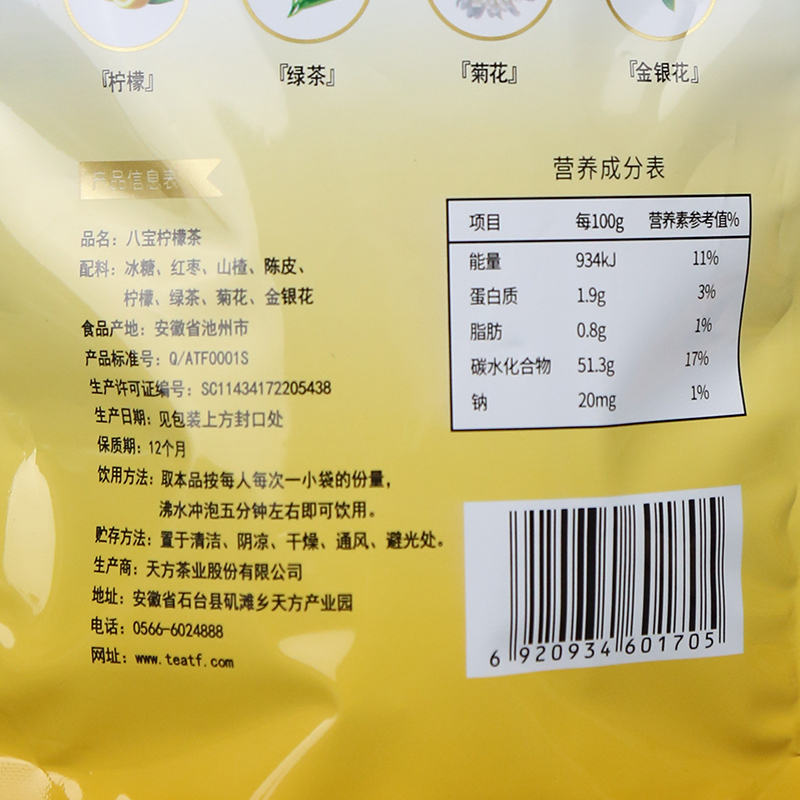 『柠檬』
『绿茶』
『菊花』
『金银花』
产品信息表
品名：八宝柠檬茶
配料：冰糖、红枣、山楂、陈皮、
柠檬、绿茶、菊花、金银花
食品产地：安徽省池州市
产品标准号：Q/ATF0001S
生产许可证编号：SC11434172205438
生产日期：见包装上方封口处
保质期：12个月
饮用方法：取本品按每人每次一小袋的份量，
沸水冲泡五分钟左右即可饮用。
贮存方法：置于清洁、阴凉、干燥、通风、避光处。
生产商：天方茶业股份有限公司
地址：安徽省石台县矶滩乡天方产业园
电话：0566-6024888
网址：www.teatf.com
营养成分表
项目 每100g 营养素参考值%
能量 934kJ 11%
蛋白质 1.9g 3%
脂肪 0.8g 1%
碳水化合物 51.3g 17%
钠 20mg 1%
6 920934 601705